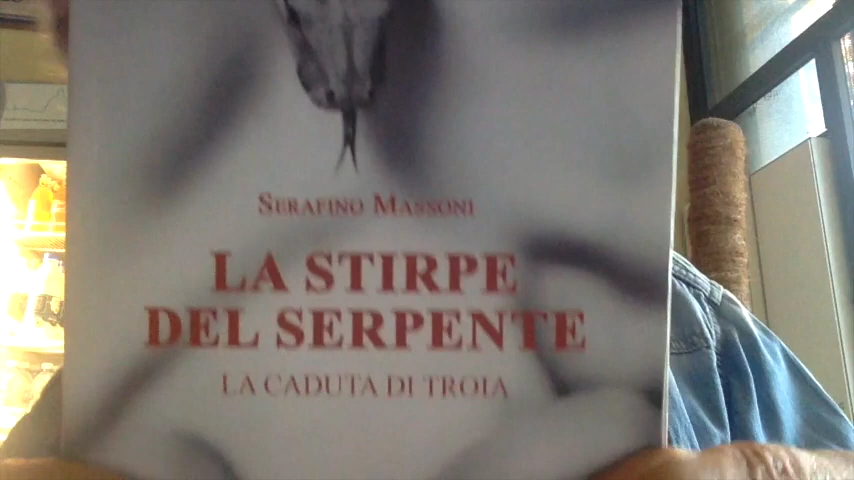 SERAFINO MASSONI
LA STIRPE
DEL SERPENTE
LA CADUTA DI TROIA